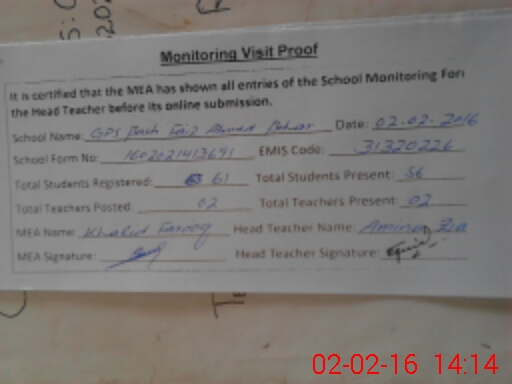 Monitoring Visit Proof
It is certified that the MEA has shown all entries of the School Monitoring Form
the Head Teacher before its online submission.
School Name: GPS Basti Faiz Ahmad Date: 02-02-2016
School Form No: 1602021413691 EMIS Code: 31320226
Total Students Registered: 61 Total Students Present: 56
Total Teachers Posted: 02 Total Teachers Present: 02
MEA Name: Khalid Farooq Head Teacher Name: Amina Zia
MEA Signature: Head Teacher Signature:
02-02-16 14:14